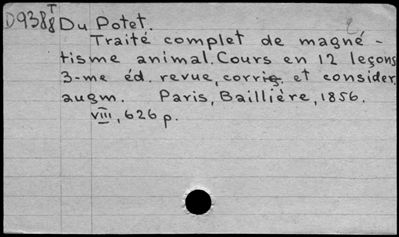 D938⁸ᵀ Du Potet.
Traité complet de magné-
tisme animal. Cours en 12 leçons
3-me éd. revue, corrig. et consider.
augm. Paris, Baillière, 1856.
VIII, 626 p.